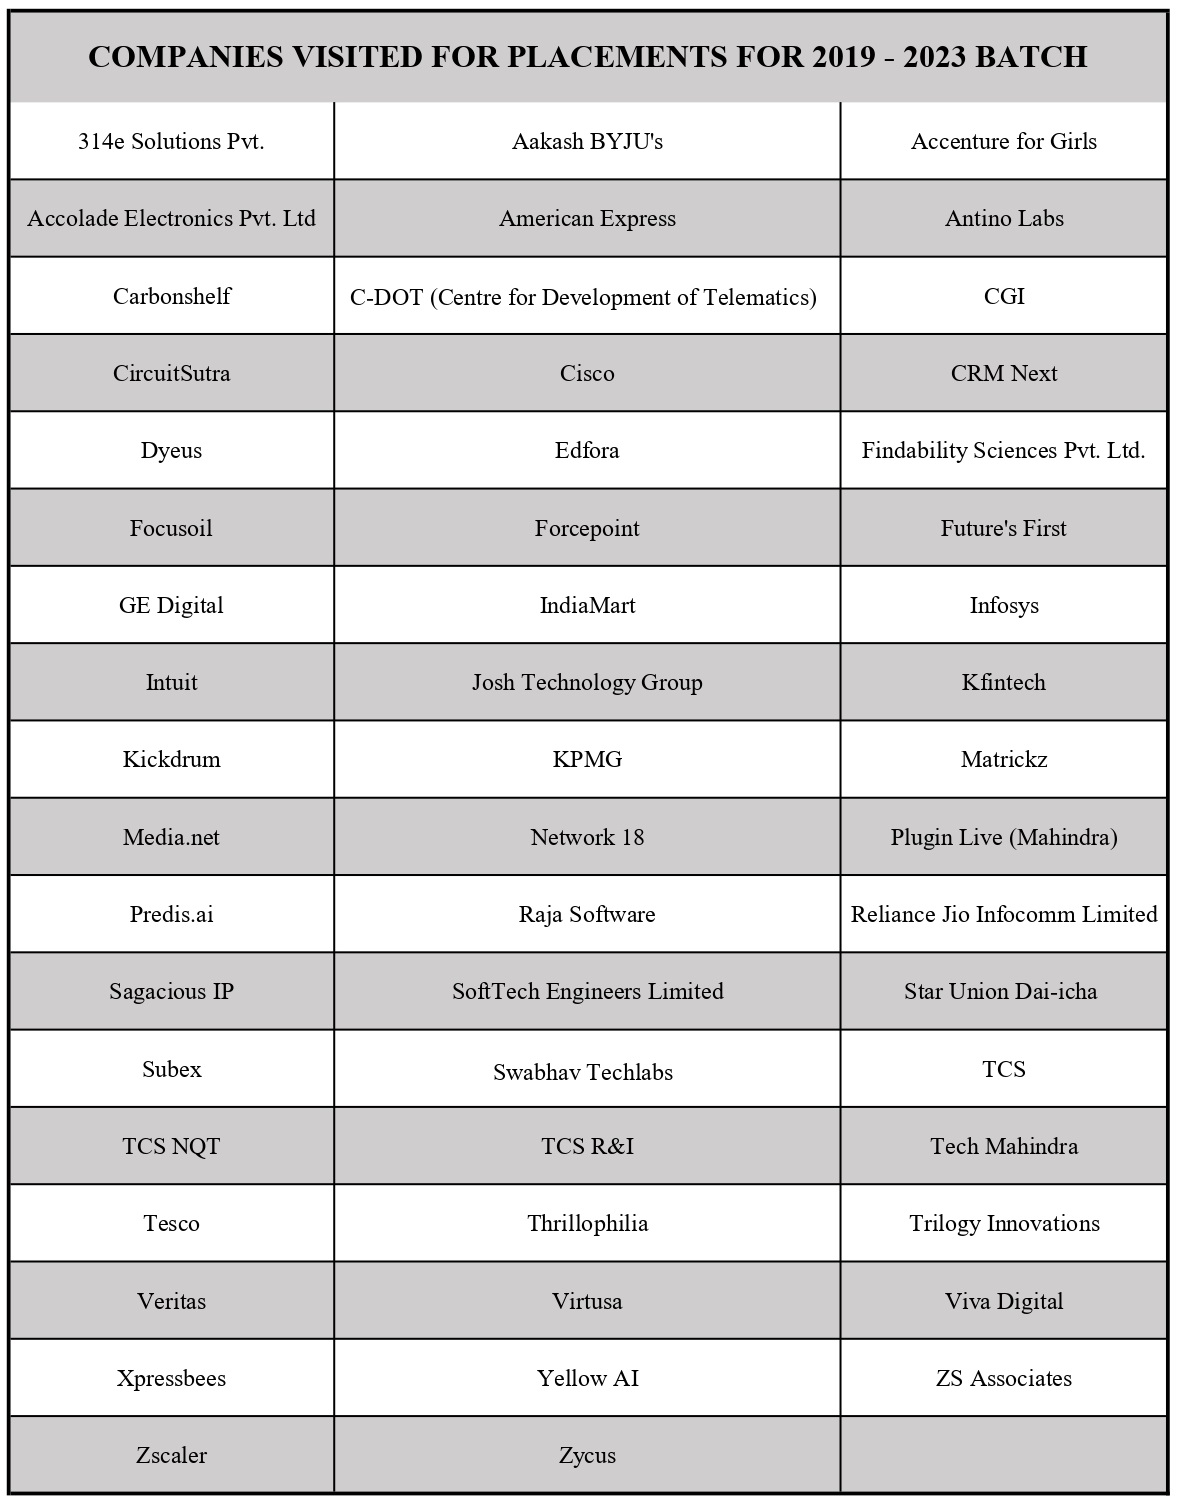 COMPANIES VISITED FOR PLACEMENTS FOR 2019 - 2023 BATCH
314e Solutions Pvt. Aakash BYJU's Accenture for Girls
Accolade Electronics Pvt. Ltd American Express Antino Labs
Carbonshelf C-DOT (Centre for Development of Telematics) CGI
CircuitSutra Cisco CRM Next
Dyeus Edfora Findability Sciences Pvt. Ltd.
Focusoil Forcepoint Future's First
GE Digital IndiaMart Infosys
Intuit Josh Technology Group Kfintech
Kickdrum KPMG Matrickz
Media.net Network 18 Plugin Live (Mahindra)
Predis.ai Raja Software Reliance Jio Infocomm Limited
Sagacious IP SoftTech Engineers Limited Star Union Dai-icha
Subex Swabhav Techlabs TCS
TCS NQT TCS R&I Tech Mahindra
Tesco Thrillophilia Trilogy Innovations
Veritas Virtusa Viva Digital
Xpressbees Yellow AI ZS Associates
Zscaler Zycus